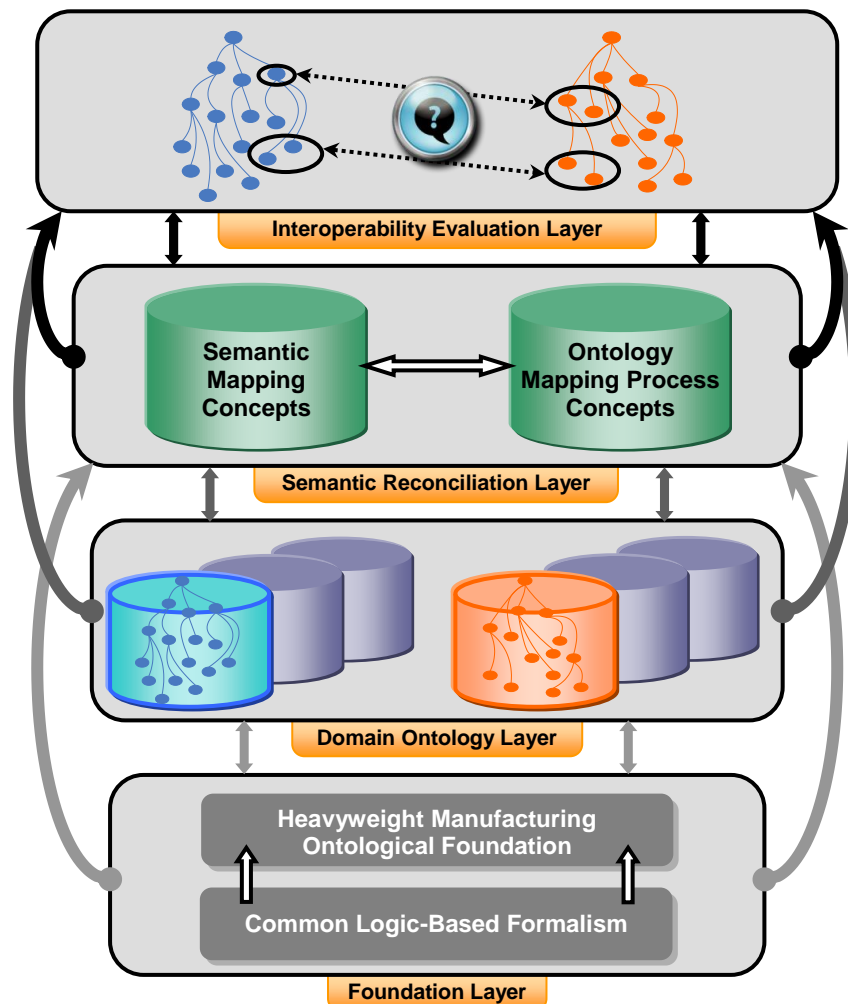 ?
Interoperability Evaluation Layer
Semantic
Mapping
Concepts
Ontology
Mapping Process
Concepts
Semantic Reconciliation Layer
Domain Ontology Layer
Heavyweight Manufacturing
Ontological Foundation
Common Logic-Based Formalism
Foundation Layer